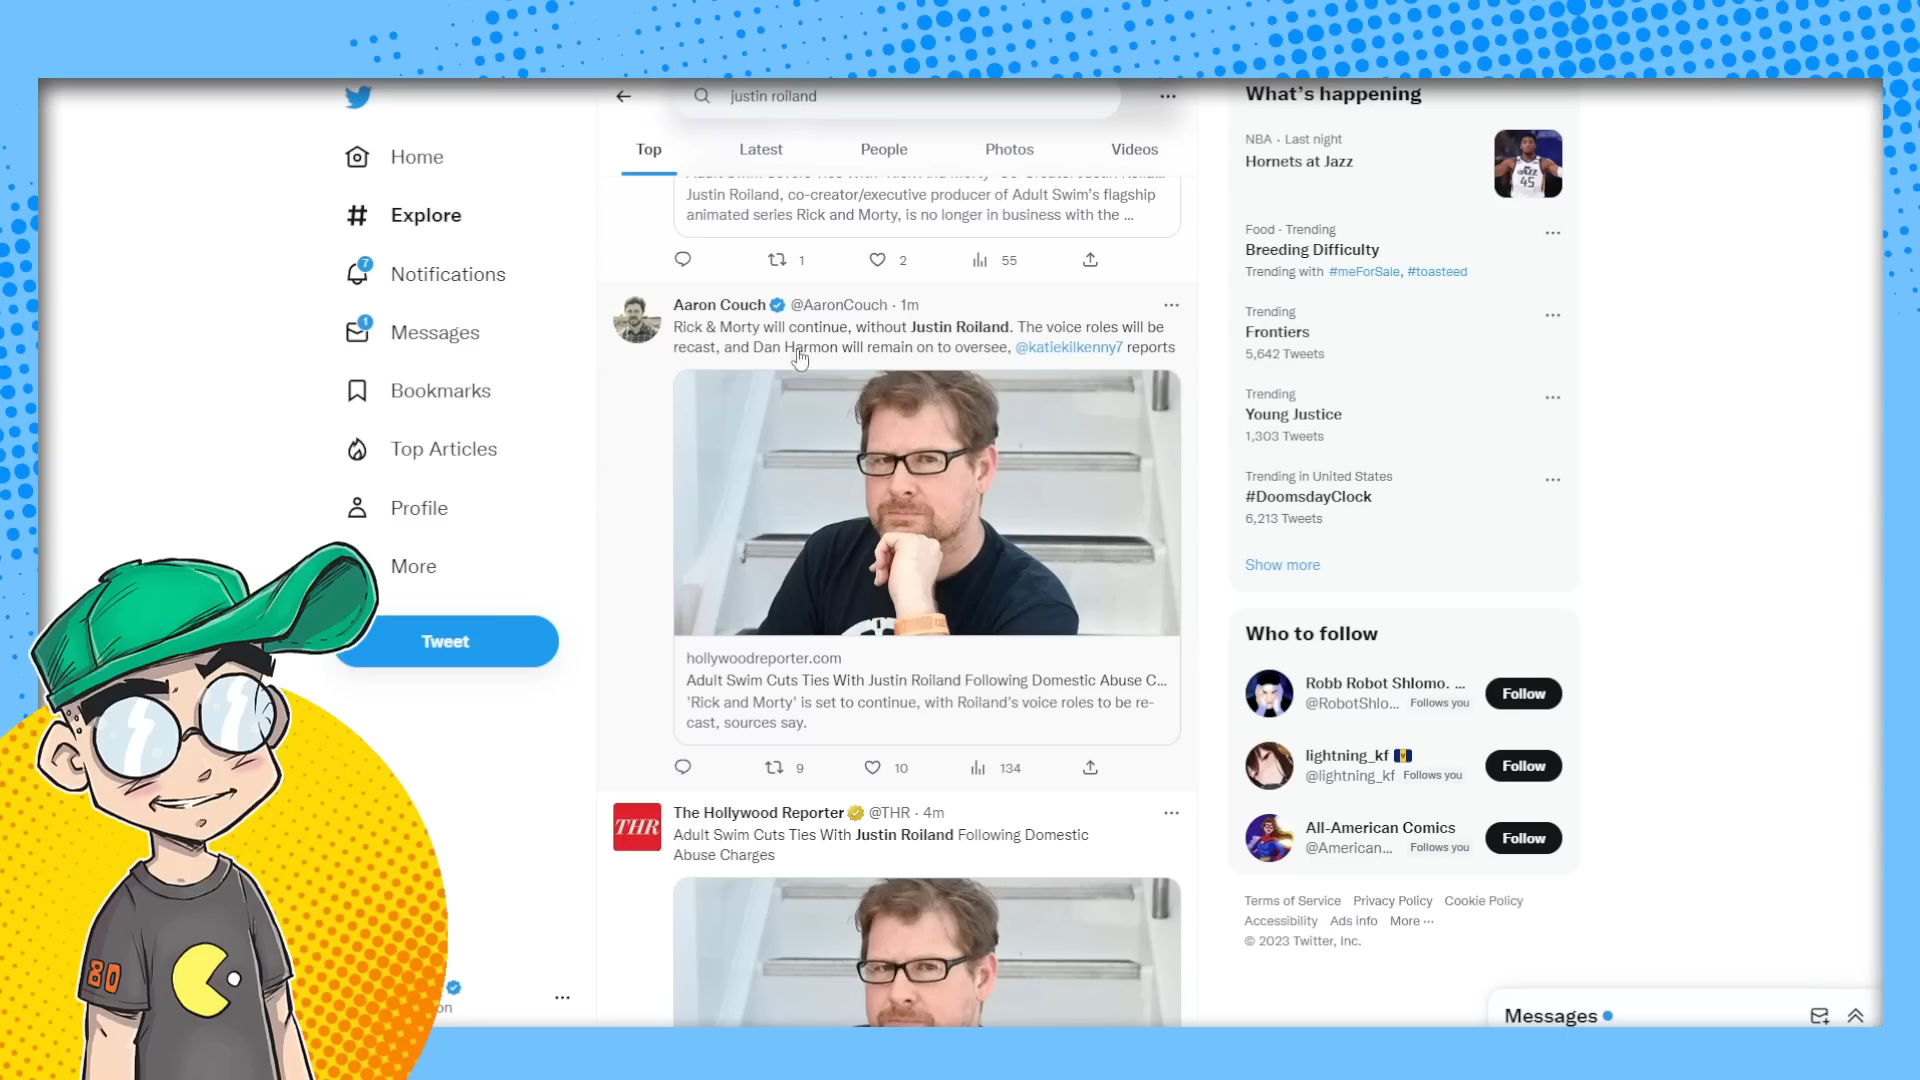 justin roiland
Top
Latest
People
Photos
Videos
Home
Explore
7
Notifications
1
Messages
Bookmarks
Top Articles
Profile
More
Tweet
Justin Roiland, co-creator/executive producer of Adult Swim's flagship
animated series Rick and Morty, is no longer in business with the ...
1
2
55
Aaron Couch @AaronCouch · 1m
Rick & Morty will continue, without Justin Roiland. The voice roles will be
recast, and Dan Harmon will remain on to oversee, @katiekilkenny7 reports
hollywoodreporter.com
Adult Swim Cuts Ties With Justin Roiland Following Domestic Abuse C...
'Rick and Morty' is set to continue, with Roiland's voice roles to be re-
cast, sources say.
9
10
134
THR
The Hollywood Reporter @THR · 4m
Adult Swim Cuts Ties With Justin Roiland Following Domestic
Abuse Charges
What's happening
NBA · Last night
Hornets at Jazz
45
Food · Trending
Breeding Difficulty
Trending with #meForSale, #toasteed
Trending
Frontiers
5,642 Tweets
Trending
Young Justice
1,303 Tweets
Trending in United States
#DoomsdayClock
6,213 Tweets
Show more
Who to follow
Robb Robot Shlomo. ...
@RobotShlo... Follows you
Follow
lightning_kf
@lightning_kf Follows you
Follow
All-American Comics
@American... Follows you
Follow
Terms of Service Privacy Policy Cookie Policy
Accessibility Ads info More ···
© 2023 Twitter, Inc.
Messages
80
on